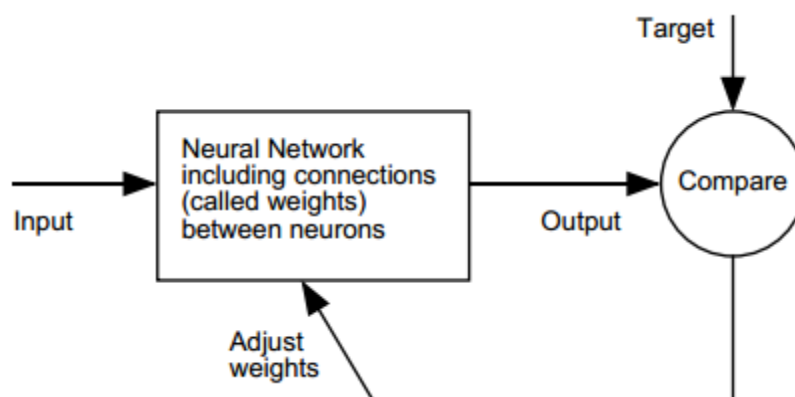 Target
Neural Network
including connections
(called weights)
between neurons
Compare
Input
Output
Adjust
weights